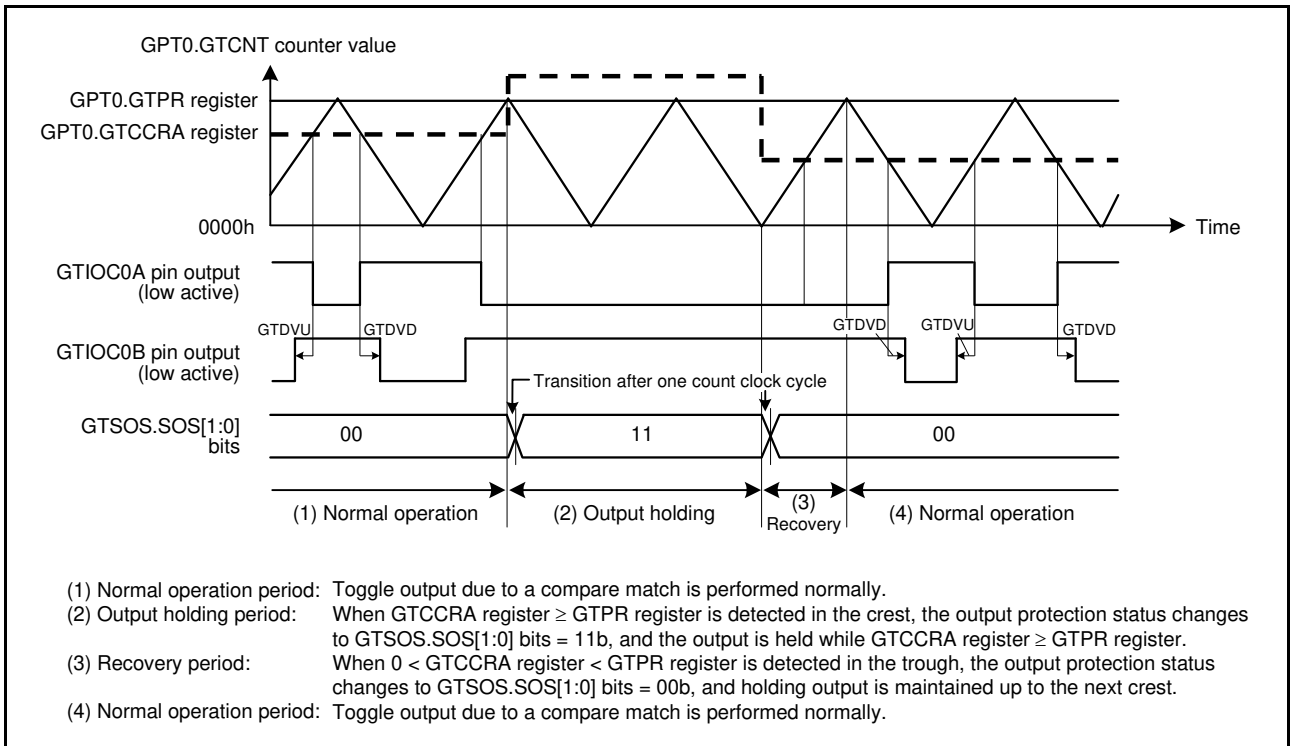 GPT0.GTCNT counter value
GPT0.GTPR register
GPT0.GTCCRA register
0000h
Time
GTIOC0A pin output
(low active)
GTDVU
GTDVD
GTDVD
GTDVU
GTDVD
GTIOC0B pin output
(low active)
Transition after one count clock cycle
GTSOS.SOS[1:0]
bits
00
11
00
(1) Normal operation
(2) Output holding
(3)
Recovery
(4) Normal operation
(1) Normal operation period: Toggle output due to a compare match is performed normally.
(2) Output holding period: When GTCCRA register ≥ GTPR register is detected in the crest, the output protection status changes
to GTSOS.SOS[1:0] bits = 11b, and the output is held while GTCCRA register ≥ GTPR register.
(3) Recovery period: When 0 < GTCCRA register < GTPR register is detected in the trough, the output protection status
changes to GTSOS.SOS[1:0] bits = 00b, and holding output is maintained up to the next crest.
(4) Normal operation period: Toggle output due to a compare match is performed normally.